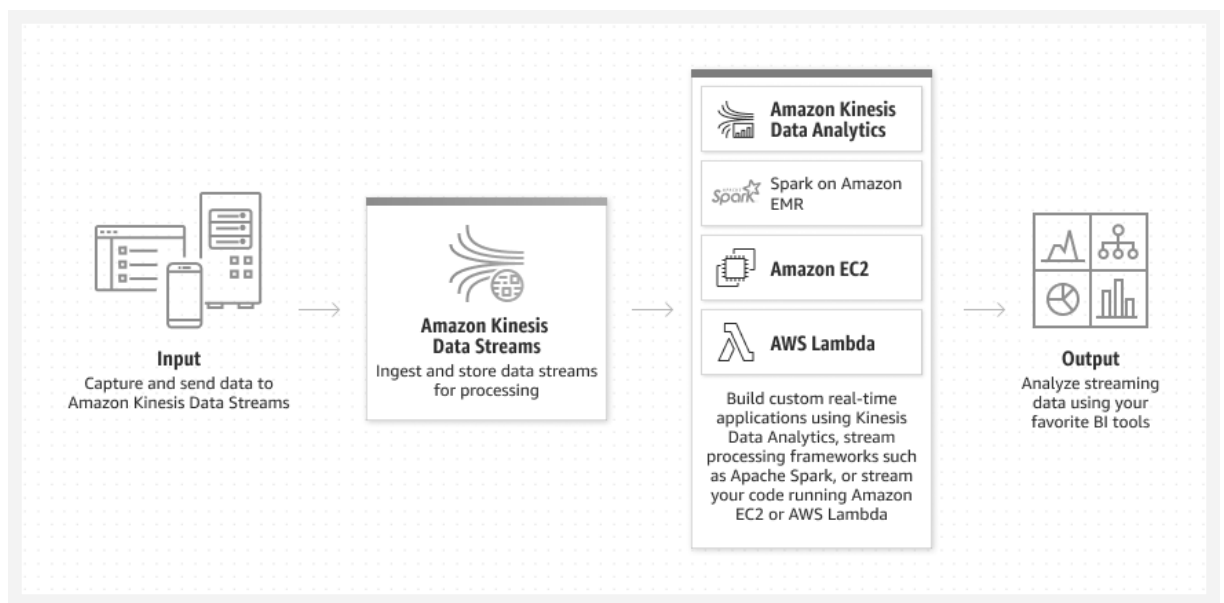 Input
Capture and send data to
Amazon Kinesis Data Streams
Amazon Kinesis
Data Streams
Ingest and store data streams
for processing
Amazon Kinesis
Data Analytics
APACHE
Spark
Spark on Amazon
EMR
Amazon EC2
AWS Lambda
Build custom real-time
applications using Kinesis
Data Analytics, stream
processing frameworks such
as Apache Spark, or stream
your code running Amazon
EC2 or AWS Lambda
Output
Analyze streaming
data using your
favorite BI tools